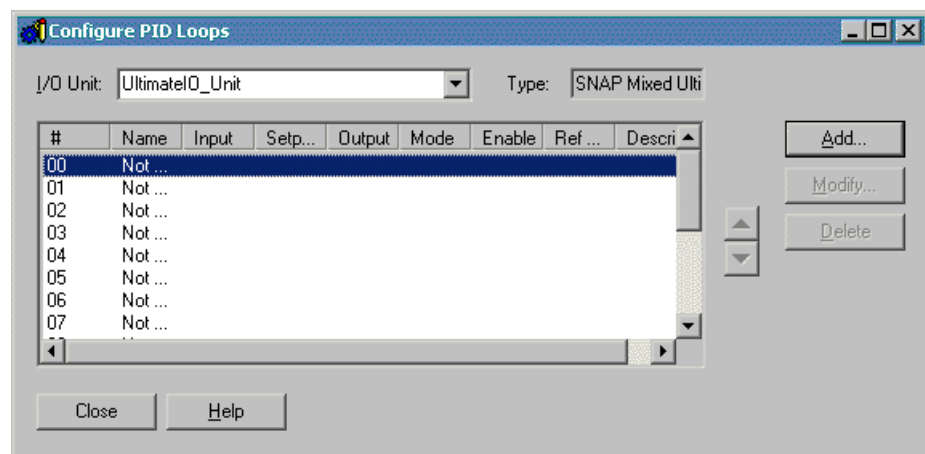 Configure PID Loops
I/O Unit: UltimateIO_Unit Type: SNAP Mixed Ulti
# Name Input Setp... Output Mode Enable Ref ... Descri
00 Not ...
01 Not ...
02 Not ...
03 Not ...
04 Not ...
05 Not ...
06 Not ...
07 Not ...
Add...
Modify...
Delete
Close Help